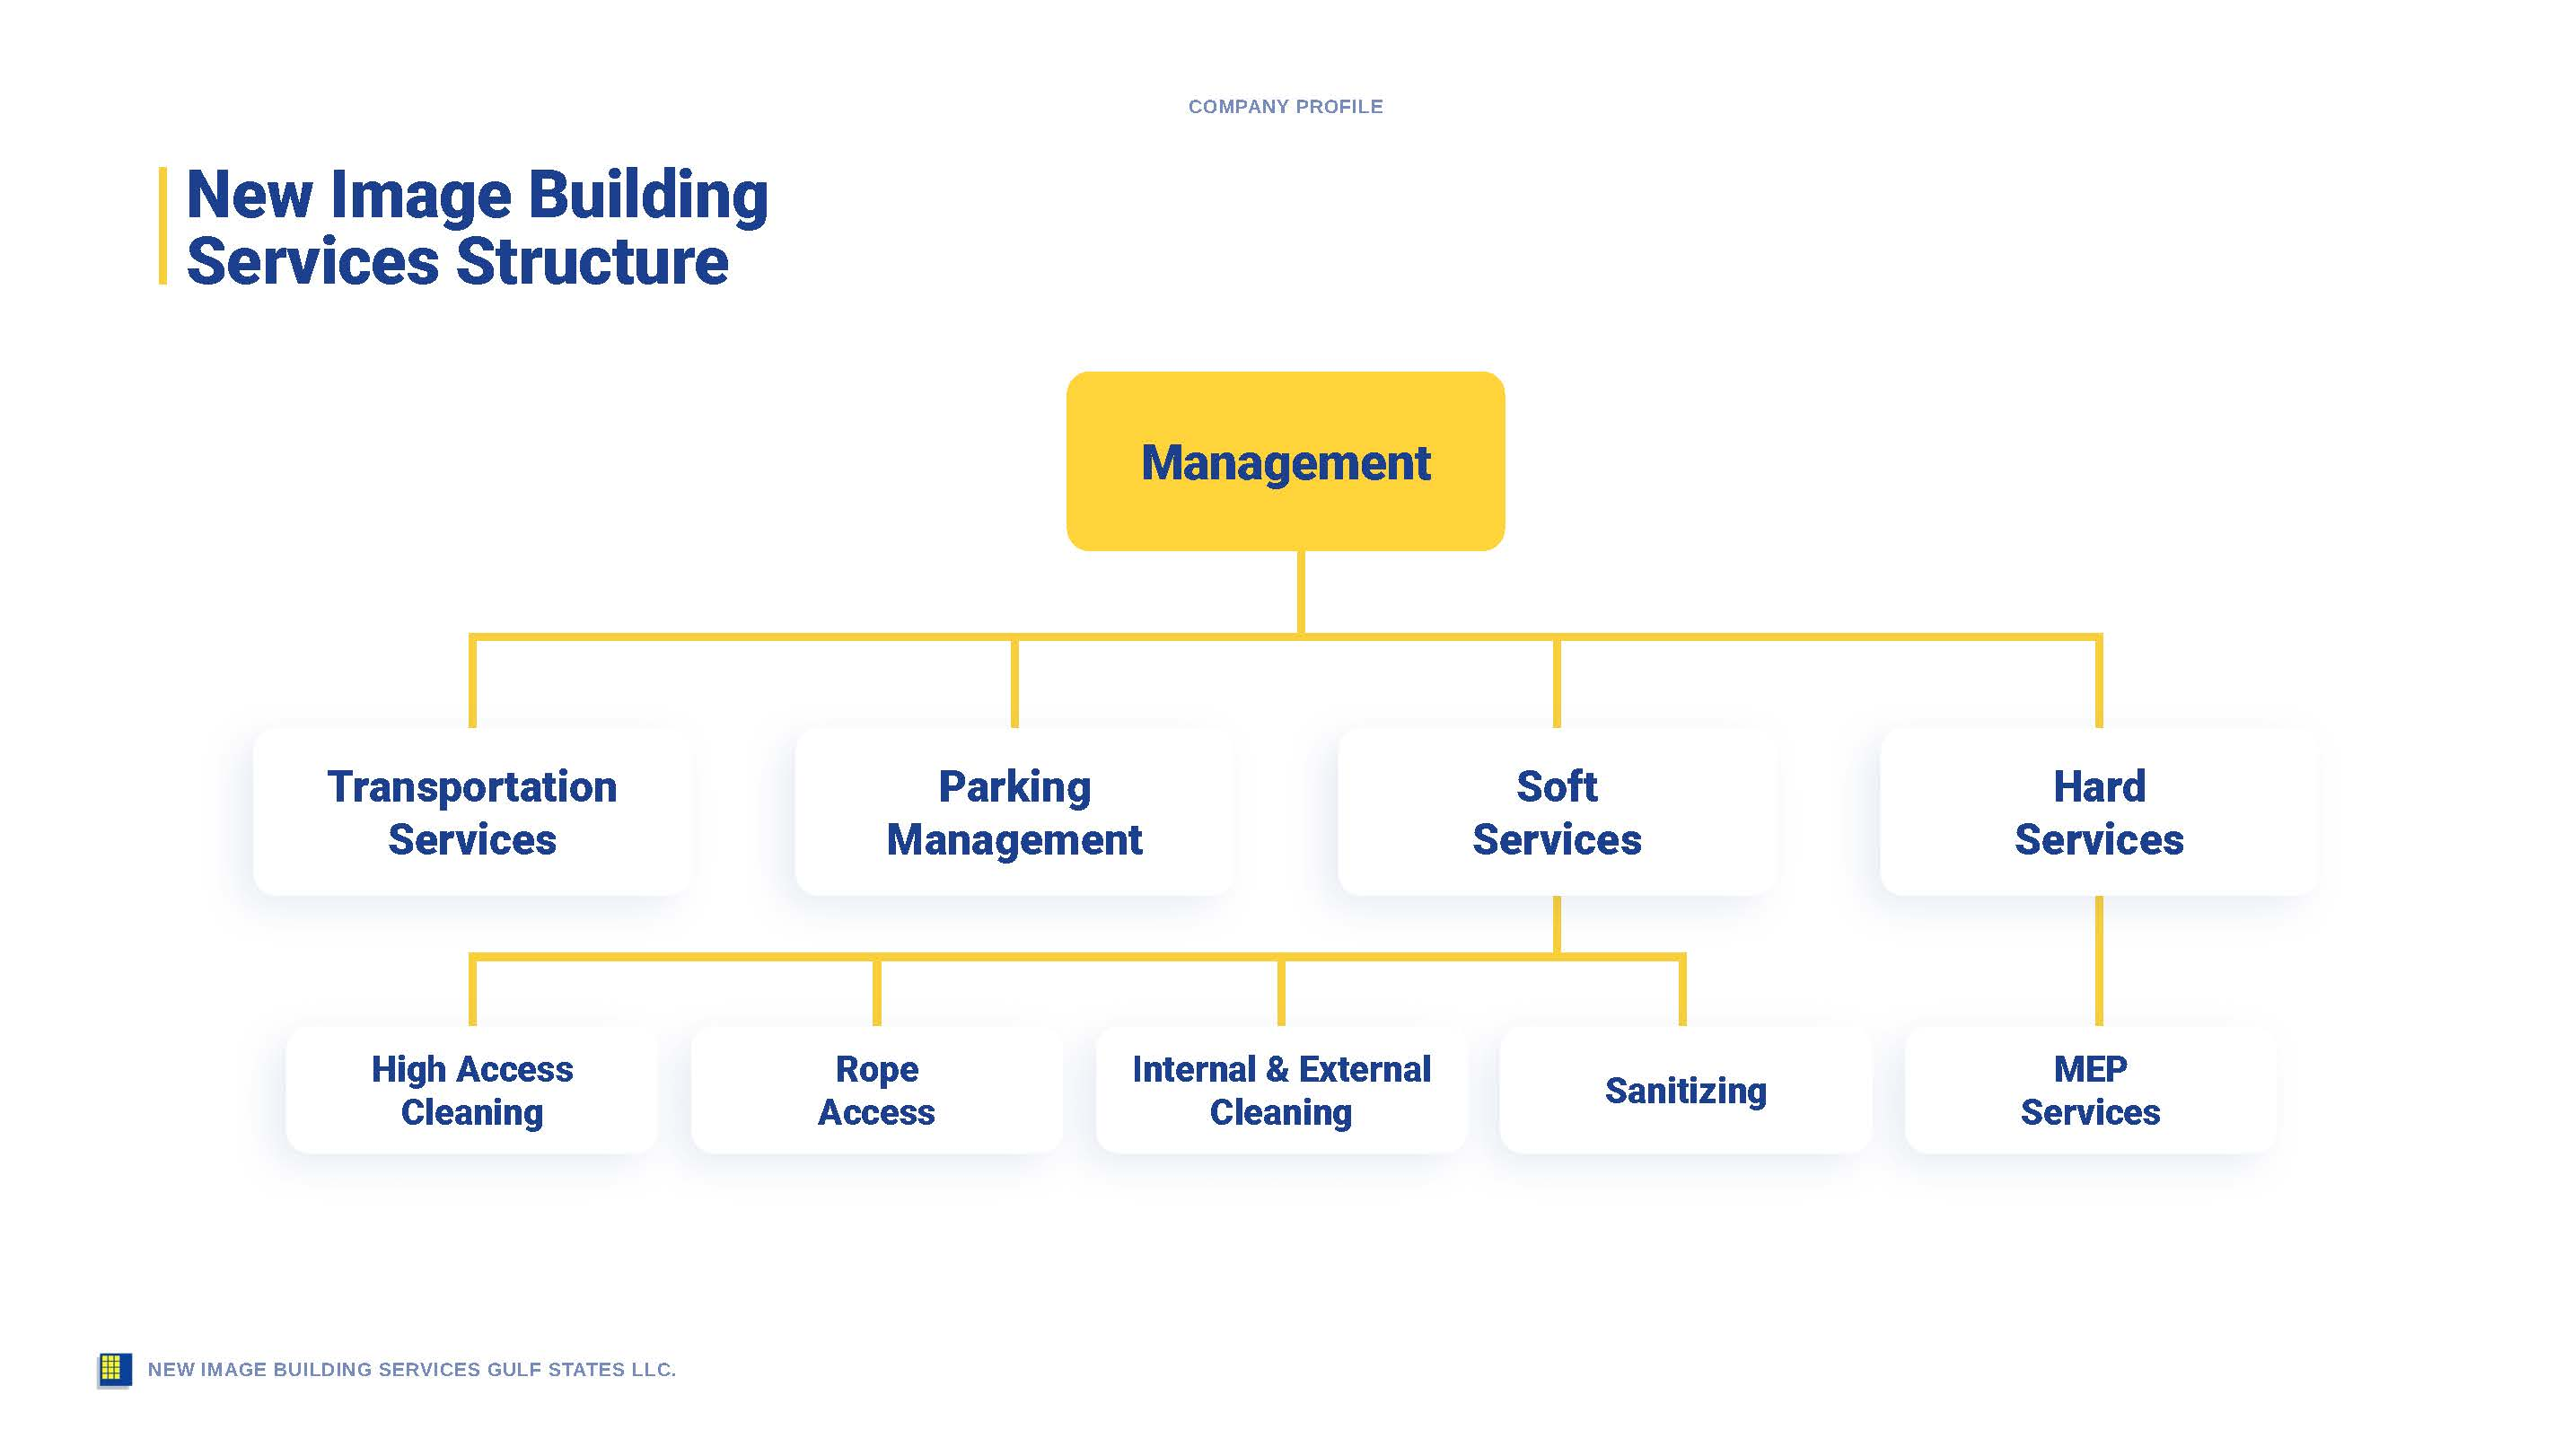 COMPANY PROFILE
New Image Building
Services Structure
Management
Transportation
Services
Parking
Management
Soft
Services
Hard
Services
High Access
Cleaning
Rope
Access
Internal & External
Cleaning
Sanitizing
MEP
Services
NEW IMAGE BUILDING SERVICES GULF STATES LLC.